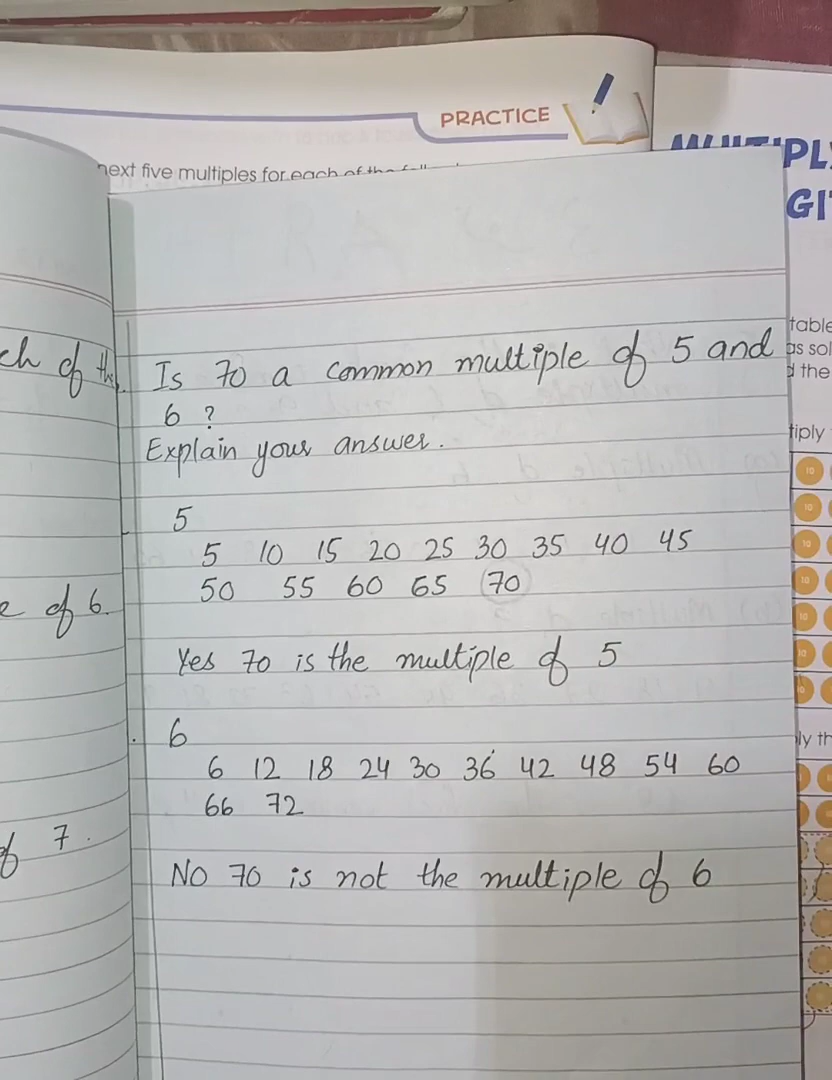 PRACTICE
next five multiples for each of the
PLY
GIT
table
as sol
d the
ch of the
Is 70 a common multiple of 5 and
6 ?
Explain your answer.
tiply
5
5 10 15 20 25 30 35 40 45
50 55 60 65 70
e of 6.
Yes 70 is the multiple of 5
6
6 12 18 24 30 36 42 48 54 60
66 72
ly th
of 7.
No 70 is not the multiple of 6